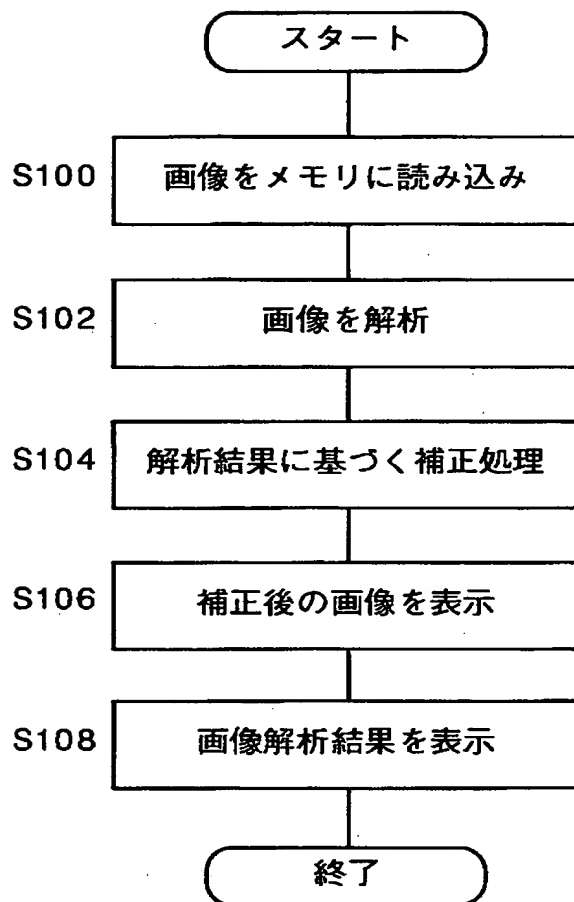 スタート
S100 画像をメモリに読み込み
S102 画像を解析
S104 解析結果に基づく補正処理
S106 補正後の画像を表示
S108 画像解析結果を表示
終了